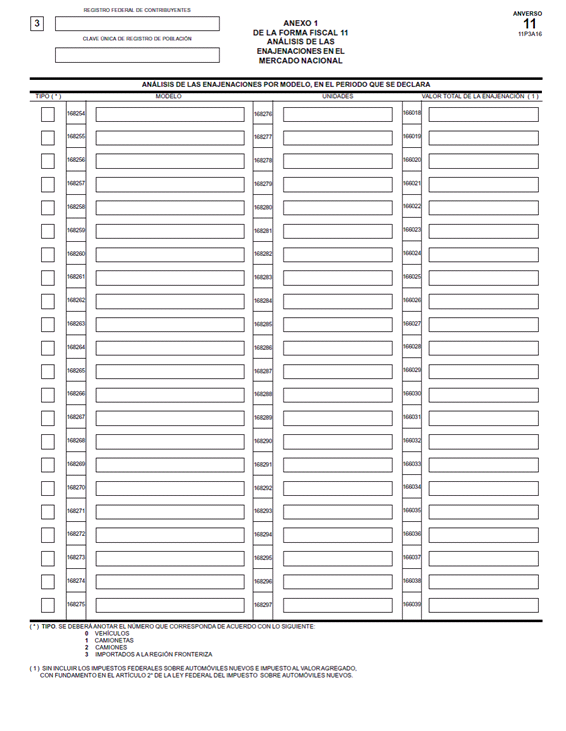 REGISTRO FEDERAL DE CONTRIBUYENTES
3
CLAVE ÚNICA DE REGISTRO DE POBLACIÓN
ANEXO 1
DE LA FORMA FISCAL 11
ANÁLISIS DE LAS
ENAJENACIONES EN EL
MERCADO NACIONAL
ANVERSO
11
11P3A16
ANÁLISIS DE LAS ENAJENACIONES POR MODELO, EN EL PERIODO QUE SE DECLARA
TIPO ( * ) MODELO UNIDADES VALOR TOTAL DE LA ENAJENACIÓN ( 1 )
168254 168276 166018
168255 168277 166019
168256 168278 166020
168257 168279 166021
168258 168280 166022
168259 168281 166023
168260 168282 166024
168261 168283 166025
168262 168284 166026
168263 168285 166027
168264 168286 166028
168265 168287 166029
168266 168288 166030
168267 168289 166031
168268 168290 166032
168269 168291 166033
168270 168292 166034
168271 168293 166035
168272 168294 166036
168273 168295 166037
168274 168296 166038
168275 168297 166039
( * ) TIPO. SE DEBERÁ ANOTAR EL NÚMERO QUE CORRESPONDA DE ACUERDO CON LO SIGUIENTE:
0 VEHÍCULOS
1 CAMIONETAS
2 CAMIONES
3 IMPORTADOS A LA REGIÓN FRONTERIZA
( 1 ) SIN INCLUIR LOS IMPUESTOS FEDERALES SOBRE AUTOMÓVILES NUEVOS E IMPUESTO AL VALOR AGREGADO,
CON FUNDAMENTO EN EL ARTÍCULO 2° DE LA LEY FEDERAL DEL IMPUESTO SOBRE AUTOMÓVILES NUEVOS.